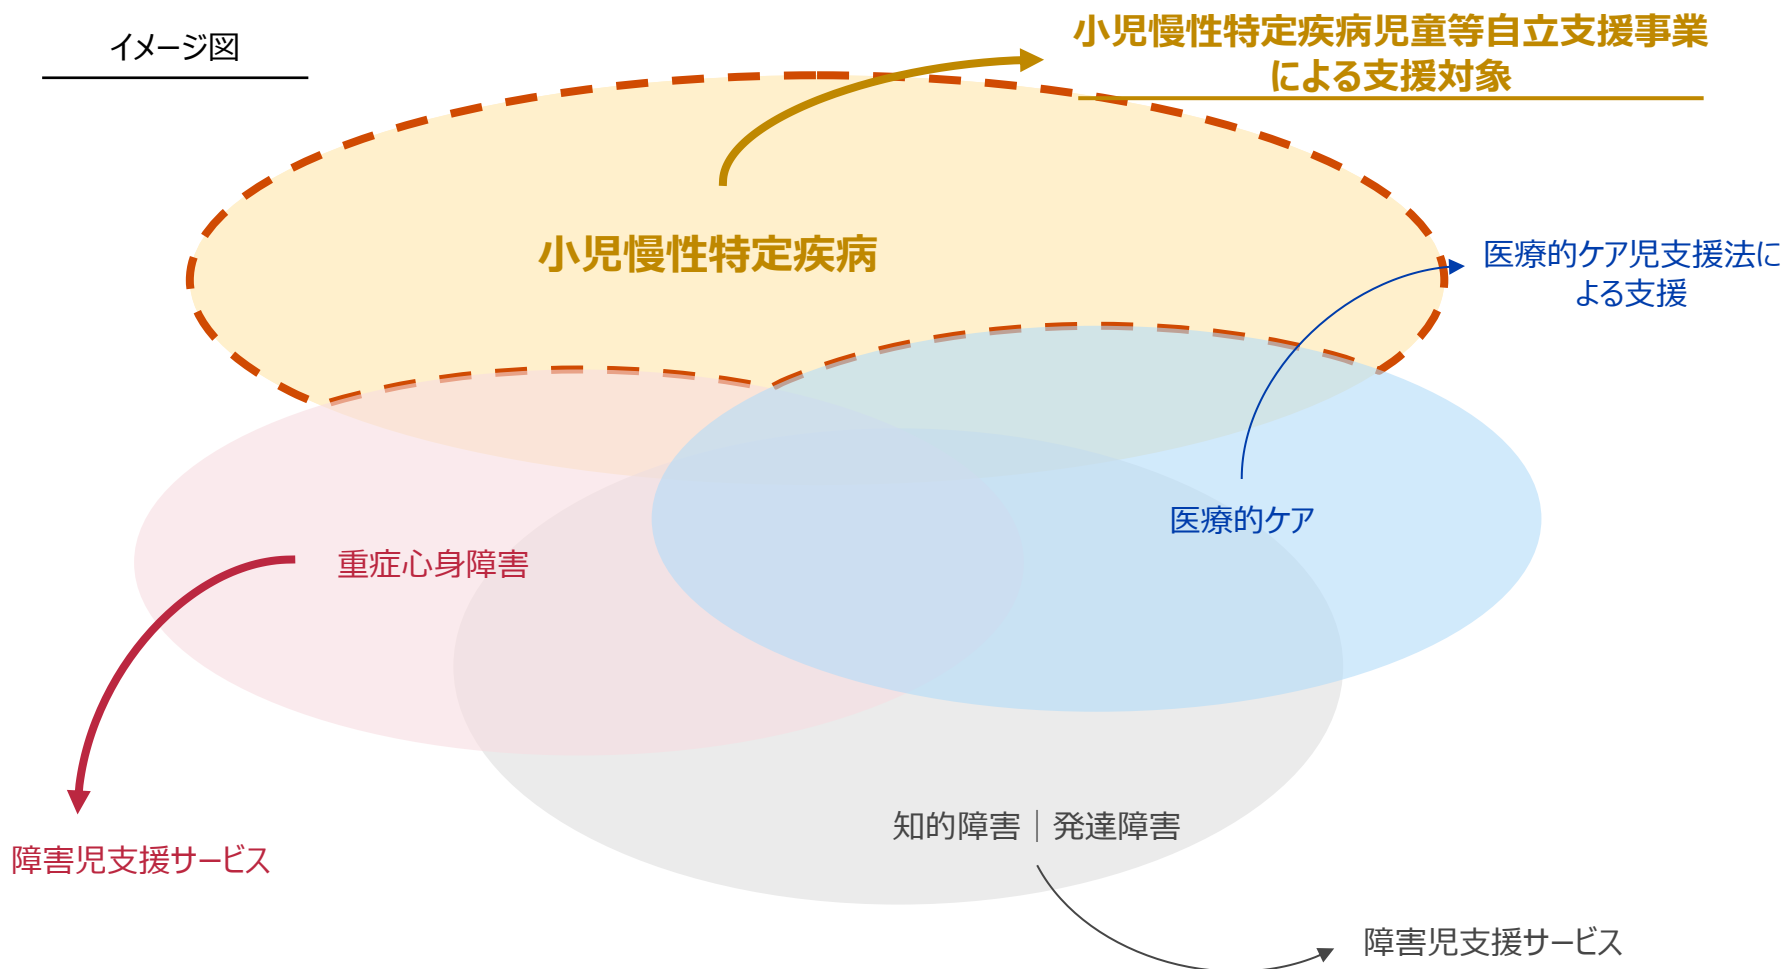 イメージ図
小児慢性特定疾病児童等自立支援事業
による支援対象
小児慢性特定疾病
医療的ケア児支援法に
よる支援
医療的ケア
重症心身障害
知的障害｜発達障害
障害児支援サービス
障害児支援サービス